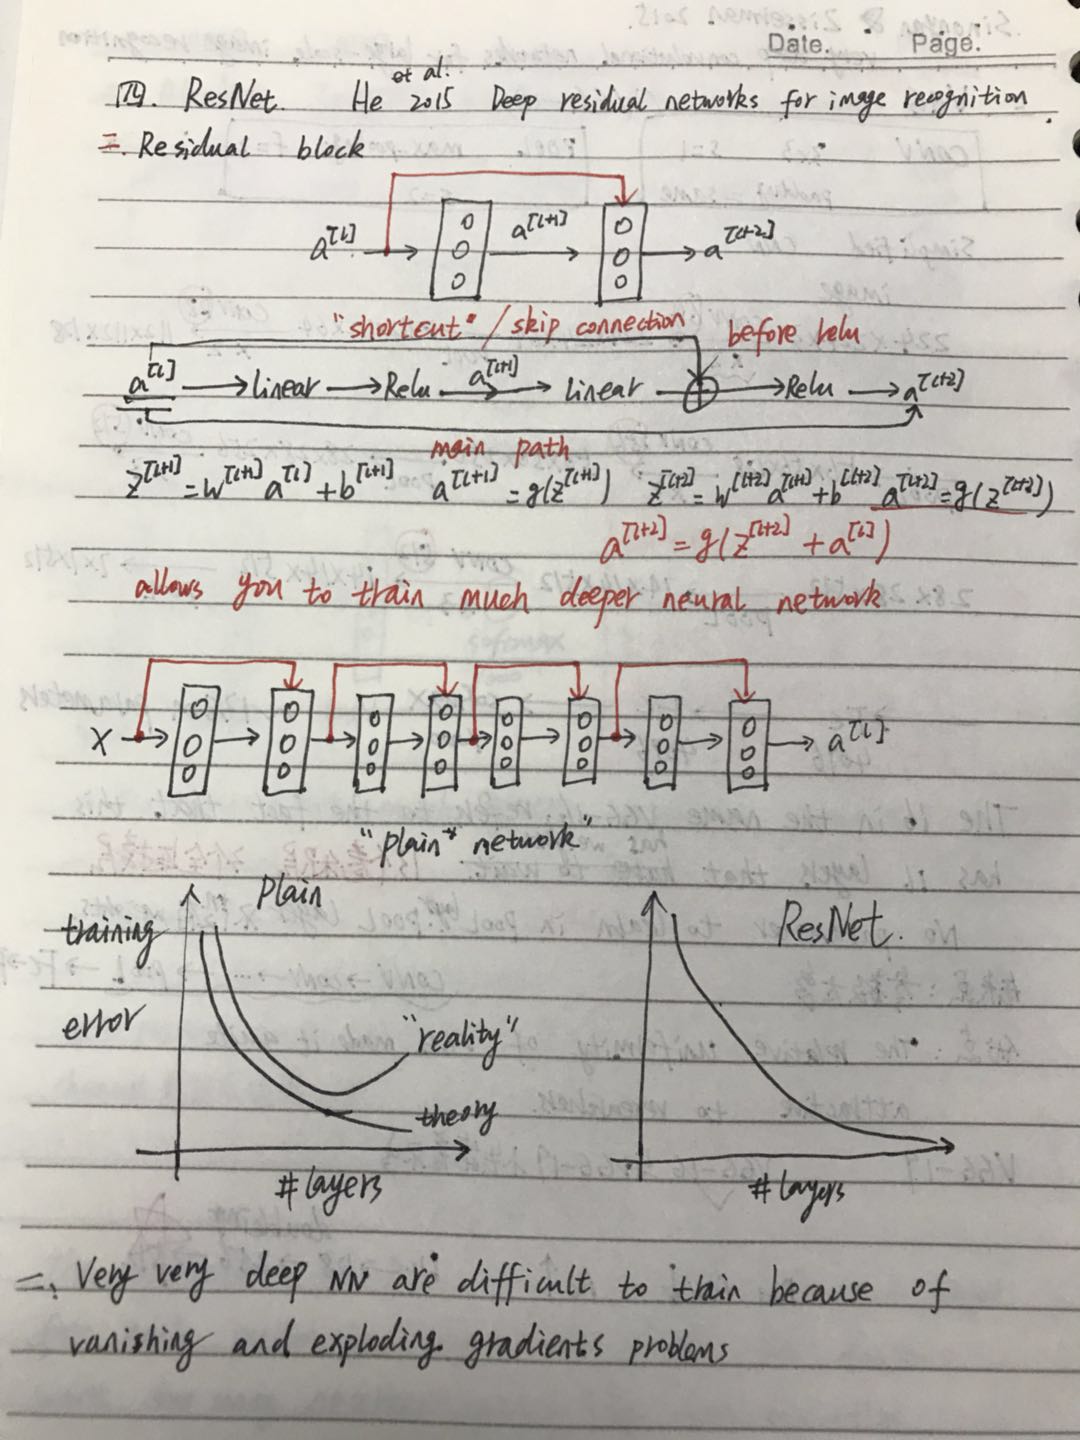 Date. Page.
四. ResNet. He et al. 2015 Deep residual networks for image recognition.
二. Residual block
a^[l] a^[l+1] a^[l+2]
"shortcut" / skip connection before relu
a^[l] → linear → Relu a^[l+1] → linear ⊕ → Relu → a^[l+2]
main path
z^[l+1] = w^[l+1] a^[l] + b^[l+1] a^[l+1] = g(z^[l+1]) z^[l+2] = w^[l+2] a^[l+1] + b^[l+2] a^[l+2] = g(z^[l+2])
a^[l+2] = g(z^[l+2] + a^[l])
allows you to train much deeper neural network
X a^[l]
"plain" network"
Plain
ResNet.
training
error
"reality"
theory
# layers # layers
二. Very very deep NN are difficult to train because of
vanishing and exploding gradients problems